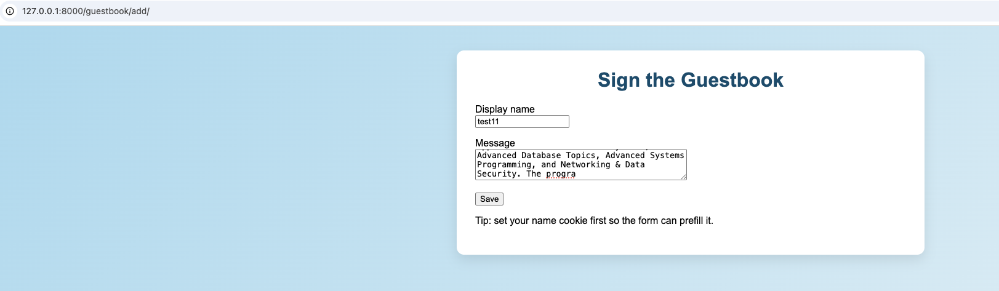 127.0.0.1:8000/guestbook/add/
Sign the Guestbook
Display name
test11
Message
Advanced Database Topics, Advanced Systems
Programming, and Networking & Data
Security. The progra
Save
Tip: set your name cookie first so the form can prefill it.